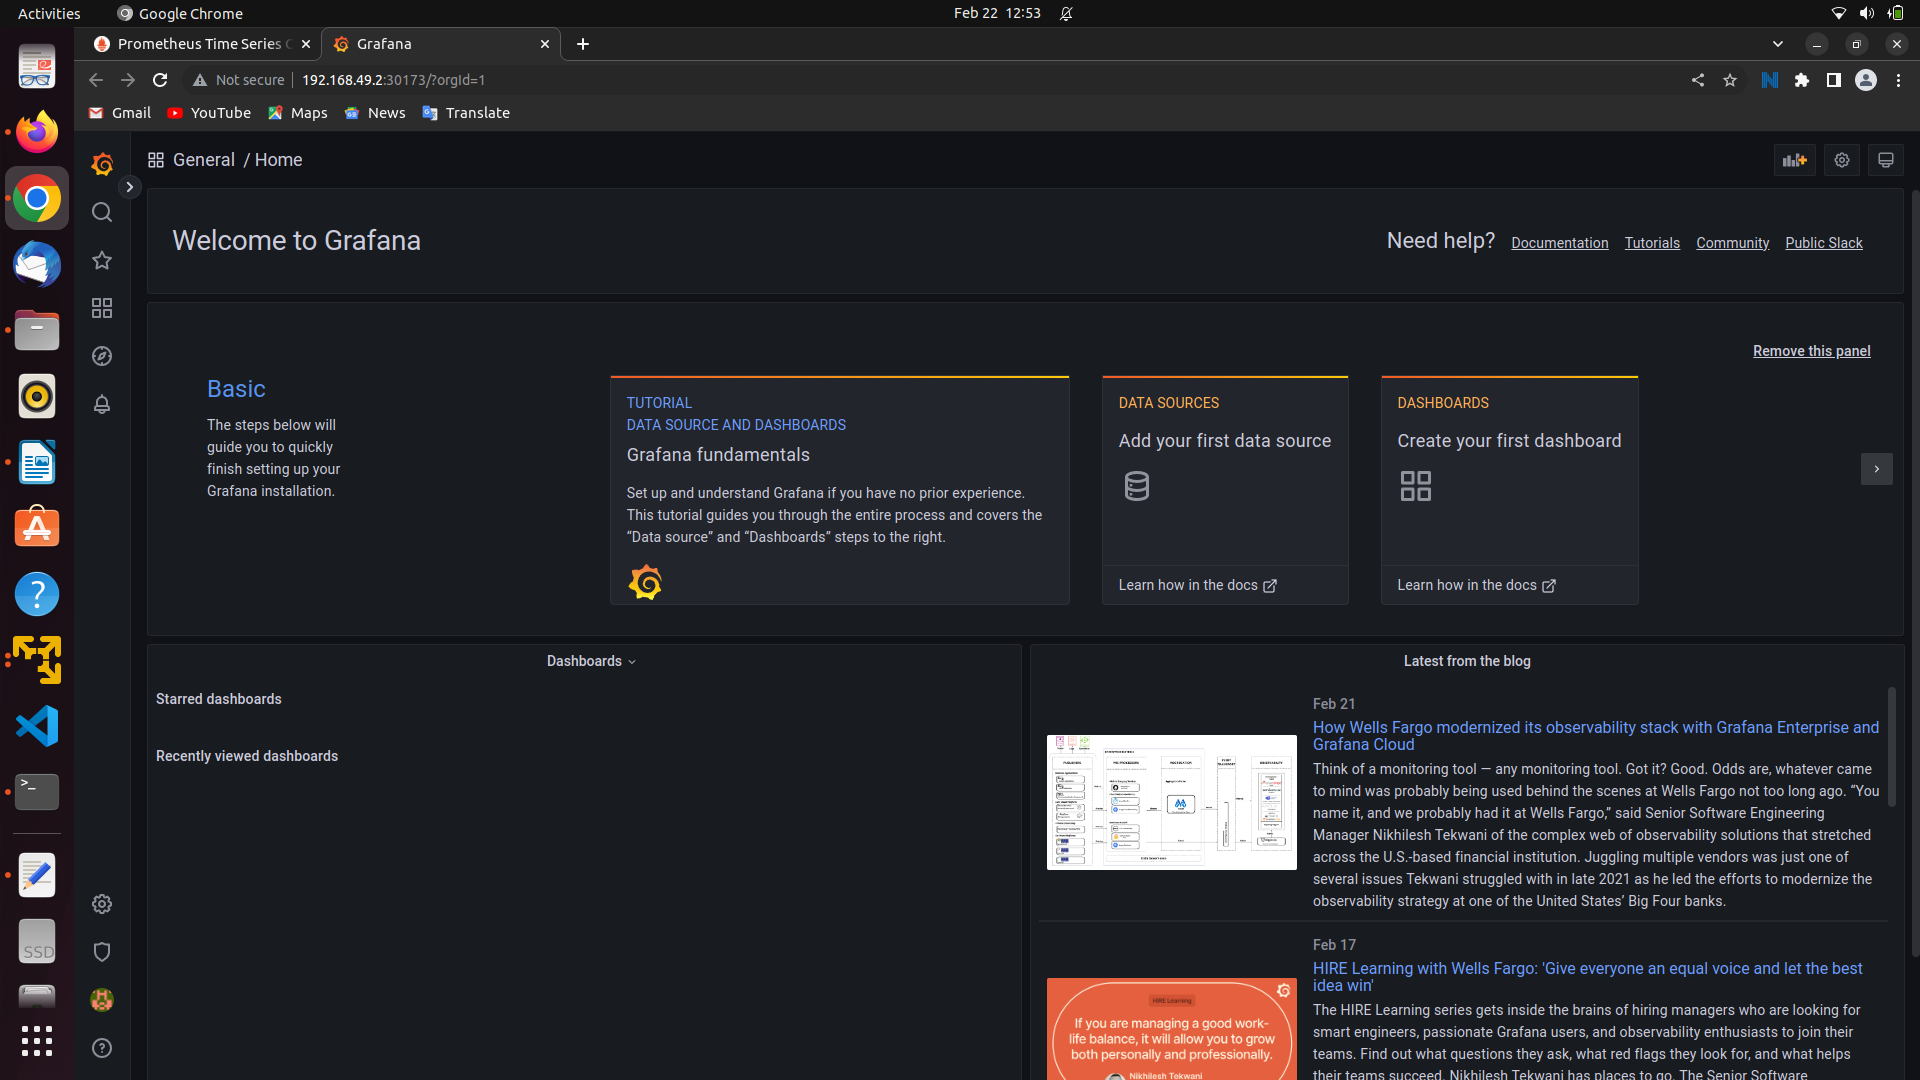 Activities
Google Chrome
Feb 22 12:53
Prometheus Time Series C
Grafana
Not secure
192.168.49.2:30173/?orgId=1
Gmail
YouTube
Maps
News
Translate
General / Home
Welcome to Grafana
Need help?
Documentation
Tutorials
Community
Public Slack
Remove this panel
Basic
The steps below will
guide you to quickly
finish setting up your
Grafana installation.
TUTORIAL
DATA SOURCE AND DASHBOARDS
Grafana fundamentals
Set up and understand Grafana if you have no prior experience.
This tutorial guides you through the entire process and covers the
“Data source” and “Dashboards” steps to the right.
DATA SOURCES
Add your first data source
Learn how in the docs
DASHBOARDS
Create your first dashboard
Learn how in the docs
Dashboards
Starred dashboards
Recently viewed dashboards
Latest from the blog
Feb 21
How Wells Fargo modernized its observability stack with Grafana Enterprise and
Grafana Cloud
Think of a monitoring tool — any monitoring tool. Got it? Good. Odds are, whatever came
to mind was probably being used behind the scenes at Wells Fargo not too long ago. “You
name it, and we probably had it at Wells Fargo,” said Senior Software Engineering
Manager Nikhilesh Tekwani of the complex web of observability solutions that stretched
across the U.S.-based financial institution. Juggling multiple vendors was just one of
several issues Tekwani struggled with in late 2021 as he led the efforts to modernize the
observability strategy at one of the United States’ Big Four banks.
Feb 17
HIRE Learning with Wells Fargo: 'Give everyone an equal voice and let the best
idea win'
The HIRE Learning series gets inside the brains of hiring managers who are looking for
smart engineers, passionate Grafana users, and observability enthusiasts to join their
teams. Find out what questions they ask, what red flags they look for, and what helps
their teams succeed. Nikhilesh Tekwani has places to go. The Senior Software
HIRE Learning
If you are managing a good work-
life balance, it will allow you to grow
both personally and professionally.
Nikhilesh Tekwani
SSD